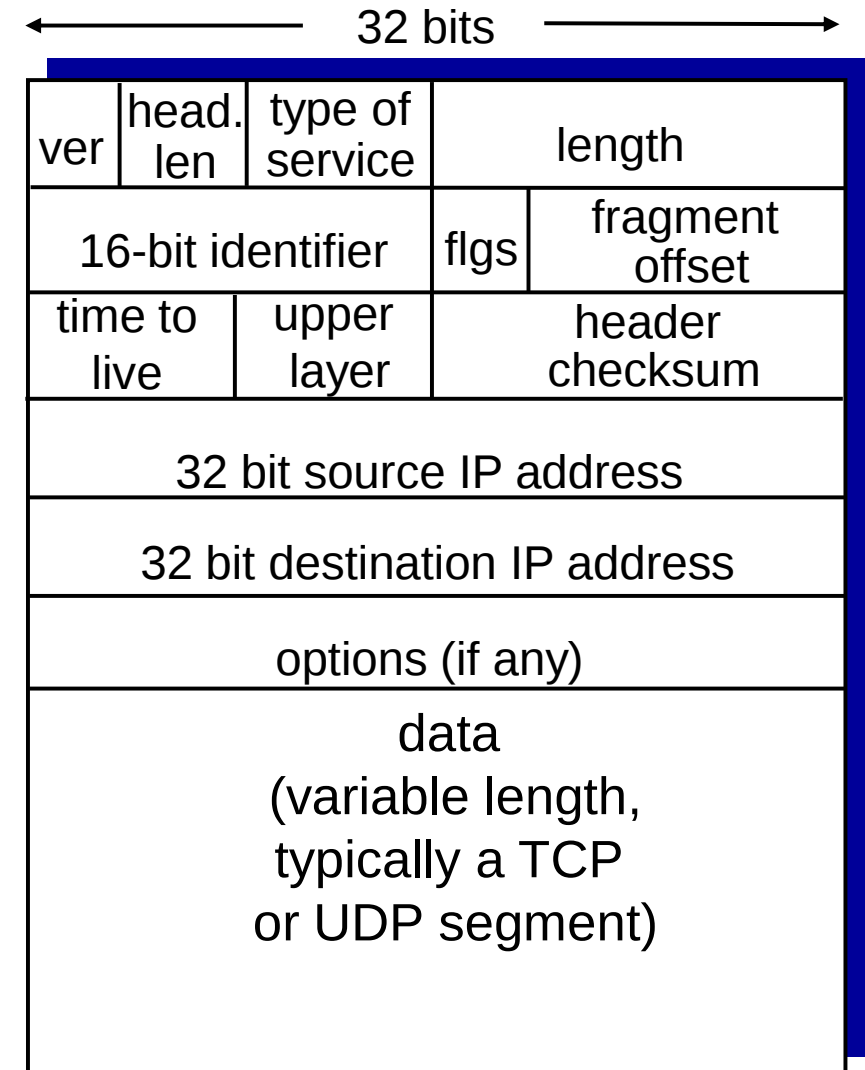 32 bits
ver
head.
len
type of
service
length
16-bit identifier
flgs
fragment
offset
time to
live
upper
layer
header
checksum
32 bit source IP address
32 bit destination IP address
options (if any)
data
(variable length,
typically a TCP
or UDP segment)